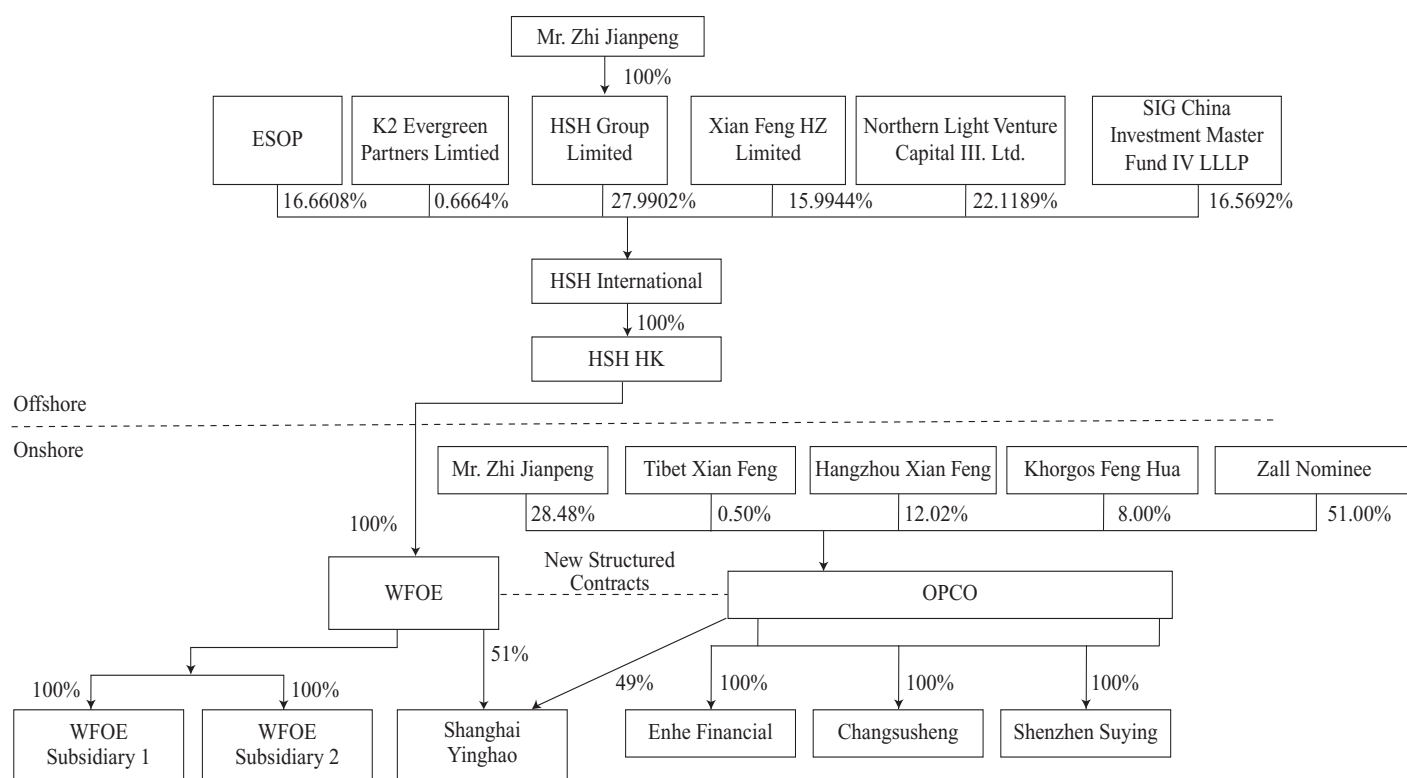 Mr. Zhi Jianpeng
100%
ESOP
K2 Evergreen
Partners Limtied
HSH Group
Limited
Xian Feng HZ
Limited
Northern Light Venture
Capital III. Ltd.
SIG China
Investment Master
Fund IV LLLP
16.6608%
0.6664%
27.9902%
15.9944%
22.1189%
16.5692%
HSH International
100%
HSH HK
Offshore
Onshore
Mr. Zhi Jianpeng
Tibet Xian Feng
Hangzhou Xian Feng
Khorgos Feng Hua
Zall Nominee
28.48%
0.50%
12.02%
8.00%
51.00%
100%
WFOE
New Structured
Contracts
OPCO
100%
100%
51%
49%
100%
100%
100%
WFOE
Subsidiary 1
WFOE
Subsidiary 2
Shanghai
Yinghao
Enhe Financial
Changsusheng
Shenzhen Suying